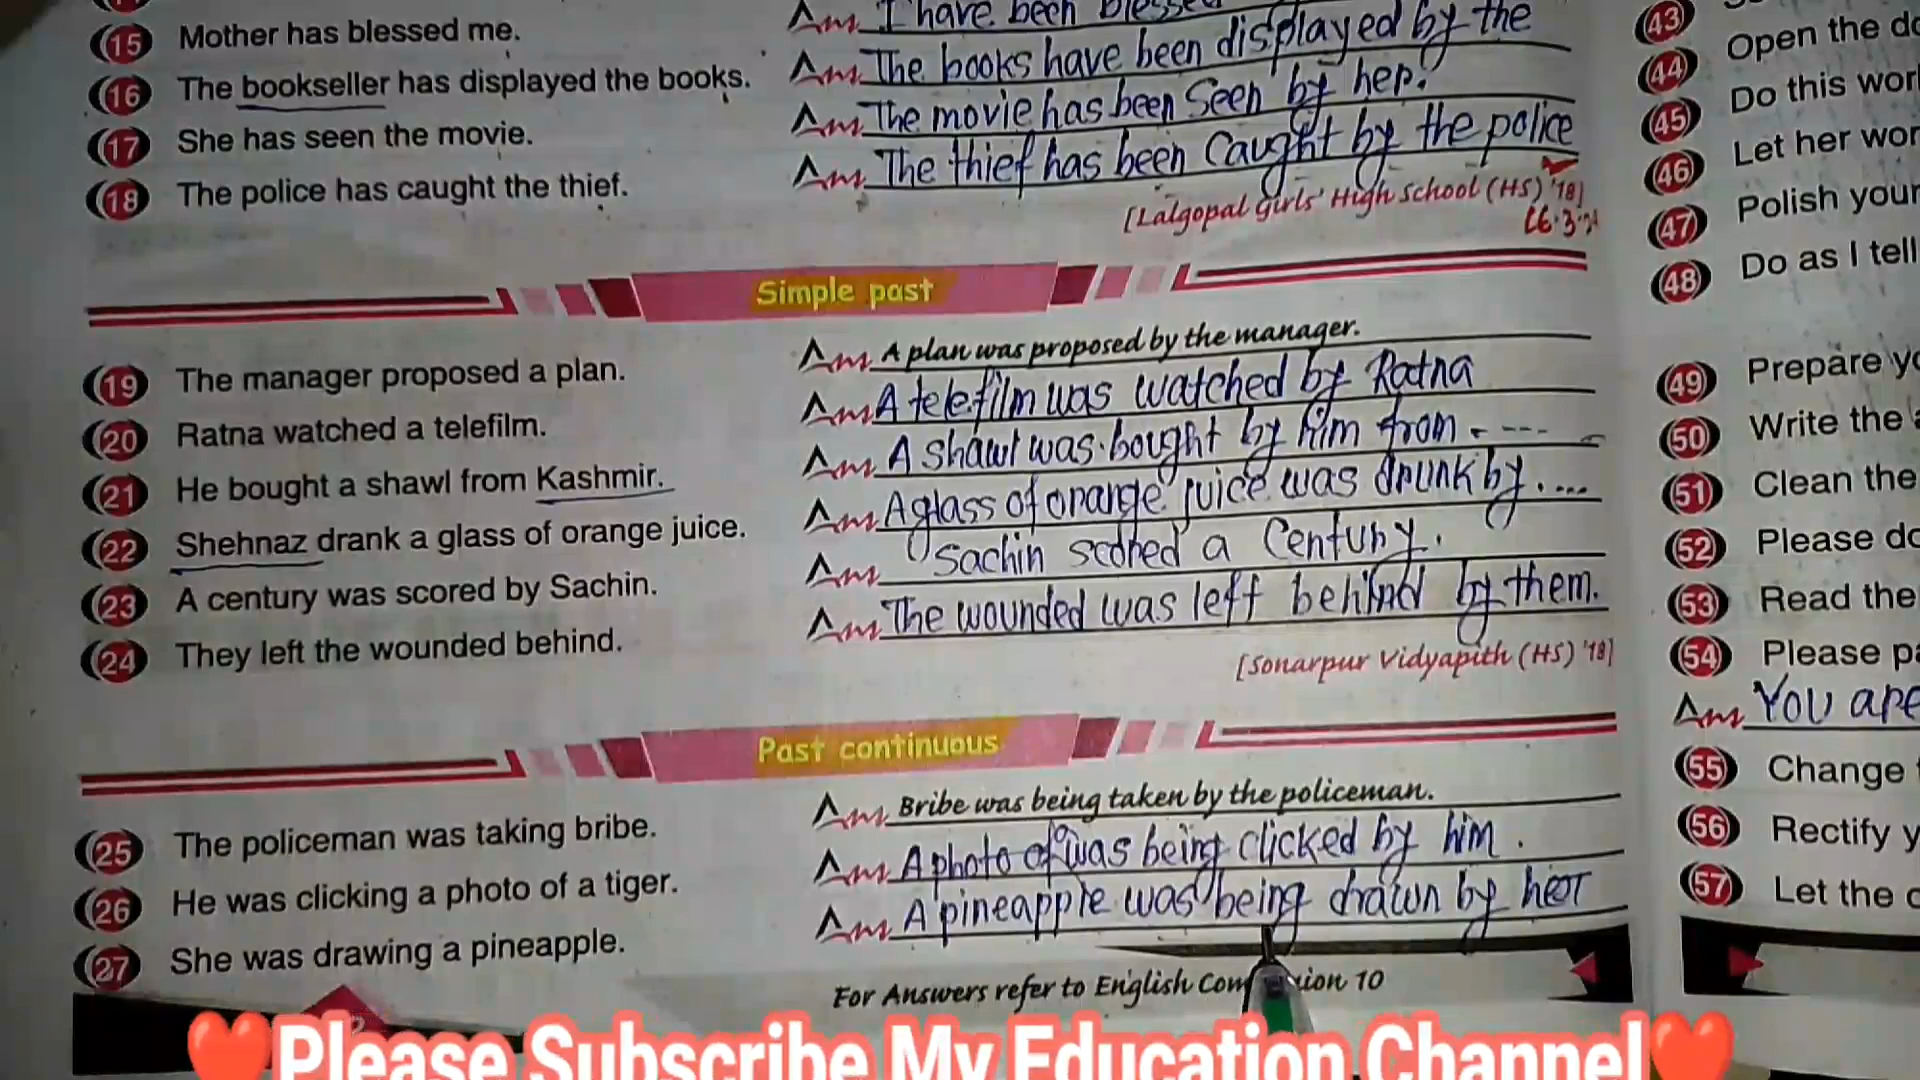 15 Mother has blessed me.
Ans I have been blessed
16 The bookseller has displayed the books.
Ans The books have been displayed by the
17 She has seen the movie.
Ans The movie has been seen by her.
18 The police has caught the thief.
Ans The thief has been caught by the police
[Lalgopal Girls' High School (HS) '18]
Simple past
19 The manager proposed a plan.
Ans A plan was proposed by the manager.
20 Ratna watched a telefilm.
Ans A telefilm was watched by Ratna
21 He bought a shawl from Kashmir.
Ans A shawl was bought by him from ----
22 Shehnaz drank a glass of orange juice.
Ans A glass of orange juice was drunk by....
23 A century was scored by Sachin.
Ans Sachin scored a Century.
24 They left the wounded behind.
Ans The wounded was left behind by them.
[Sonarpur Vidyapith (HS) '18]
Past continuous
25 The policeman was taking bribe.
Ans Bribe was being taken by the policeman.
26 He was clicking a photo of a tiger.
Ans A photo of was being clicked by him.
27 She was drawing a pineapple.
Ans A pineapple was being drawn by her
For Answers refer to English
10
43
44 Open the
45 Do this
46 Let her
47 Polish your
48 Do as I tell
49 Prepare
50 Write the
51 Clean the
52 Please do
53 Read the
54 Please
Ans You are
55 Change
56 Rectify
57 Let the
❤️Please Subscribe My Education Channel❤️